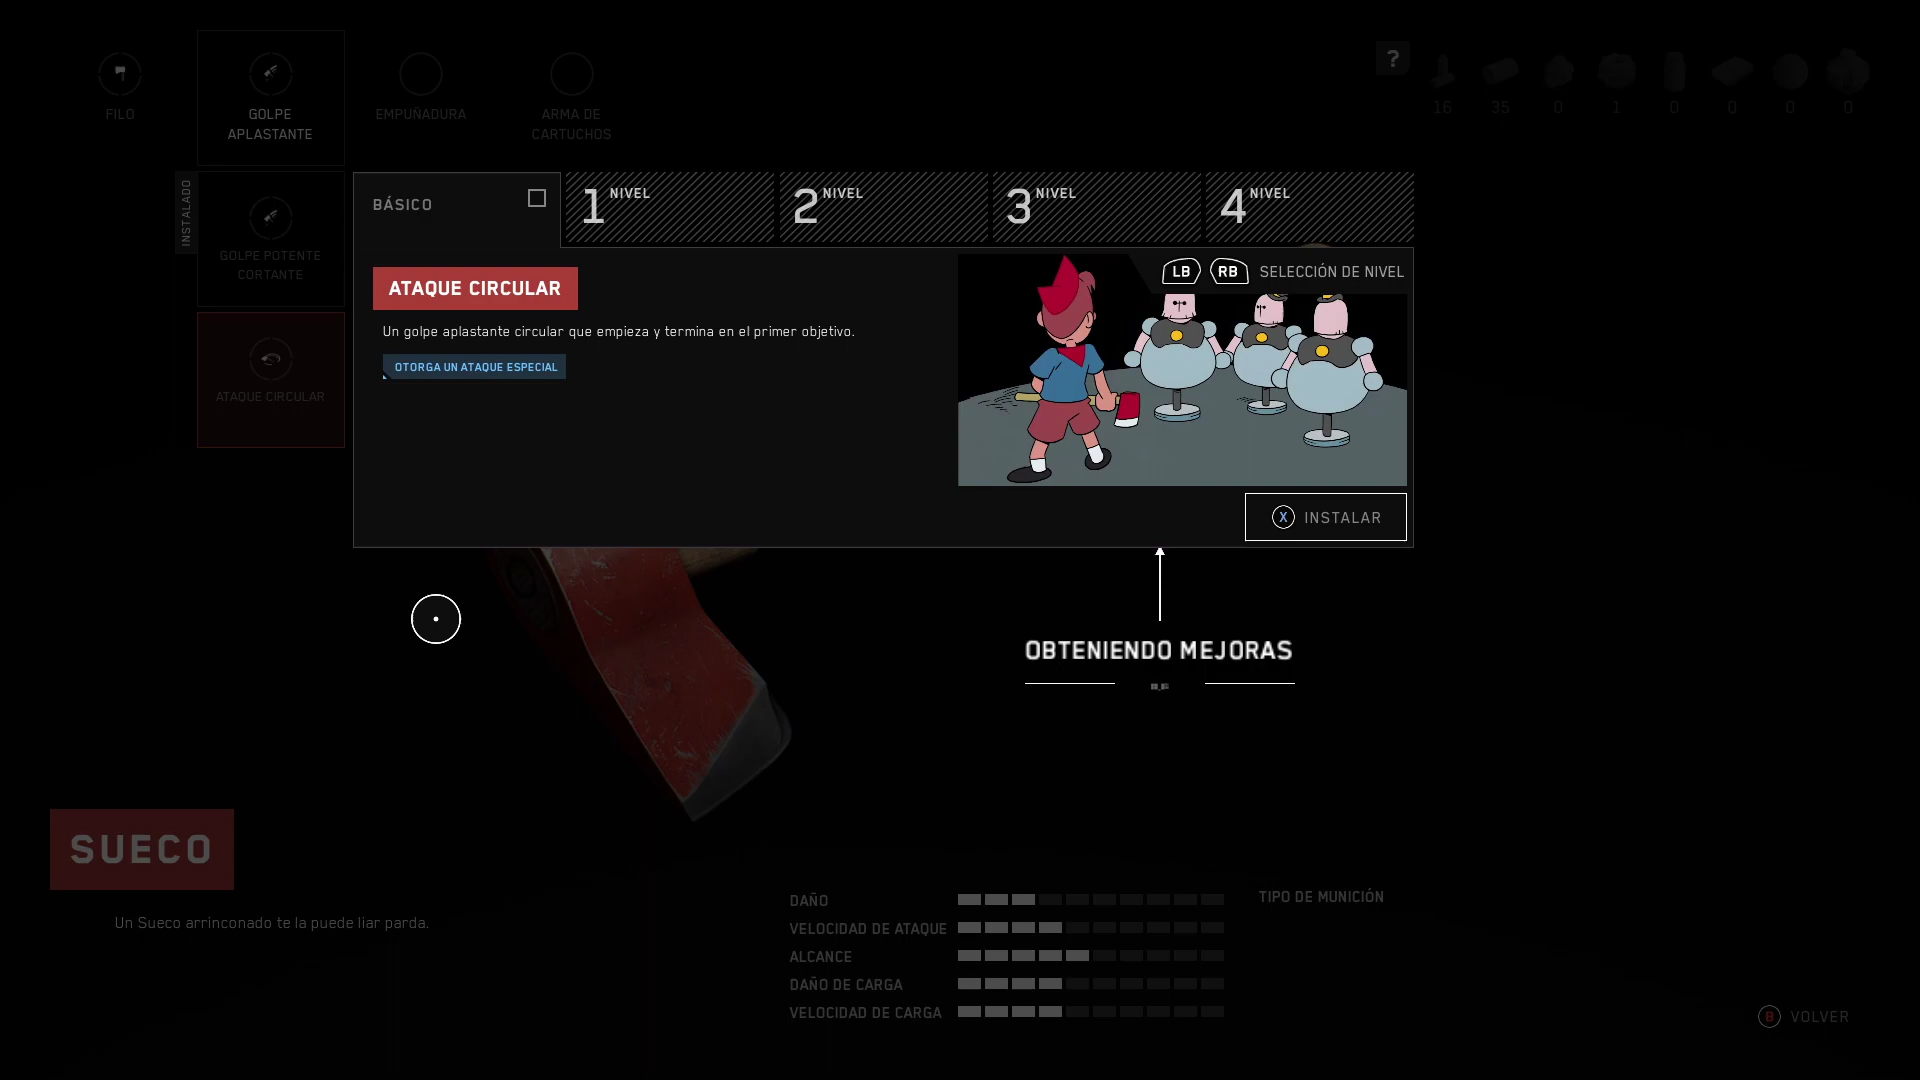 FILO
GOLPE
APLASTANTE
EMPUÑADURA
ARMA DE
CARTUCHOS
?
16
35
0
1
0
0
0
0
INSTALADO
GOLPE POTENTE
CORTANTE
ATAQUE CIRCULAR
BÁSICO
1 NIVEL
2 NIVEL
3 NIVEL
4 NIVEL
LB RB SELECCIÓN DE NIVEL
ATAQUE CIRCULAR
Un golpe aplastante circular que empieza y termina en el primer objetivo.
OTORGA UN ATAQUE ESPECIAL
X INSTALAR
OBTENIENDO MEJORAS
SUECO
Un Sueco arrinconado te la puede liar parda.
DAÑO
VELOCIDAD DE ATAQUE
ALCANCE
DAÑO DE CARGA
VELOCIDAD DE CARGA
TIPO DE MUNICIÓN
B VOLVER